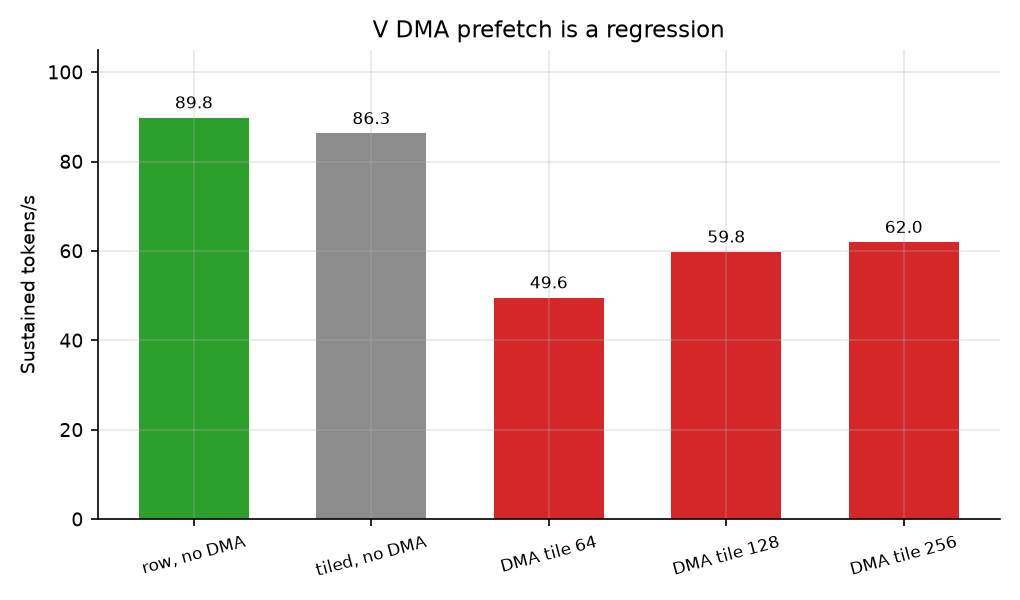 V DMA prefetch is a regression
Sustained tokens/s
100
80
60
40
20
0
89.8
86.3
49.6
59.8
62.0
row, no DMA
tiled, no DMA
DMA tile 64
DMA tile 128
DMA tile 256